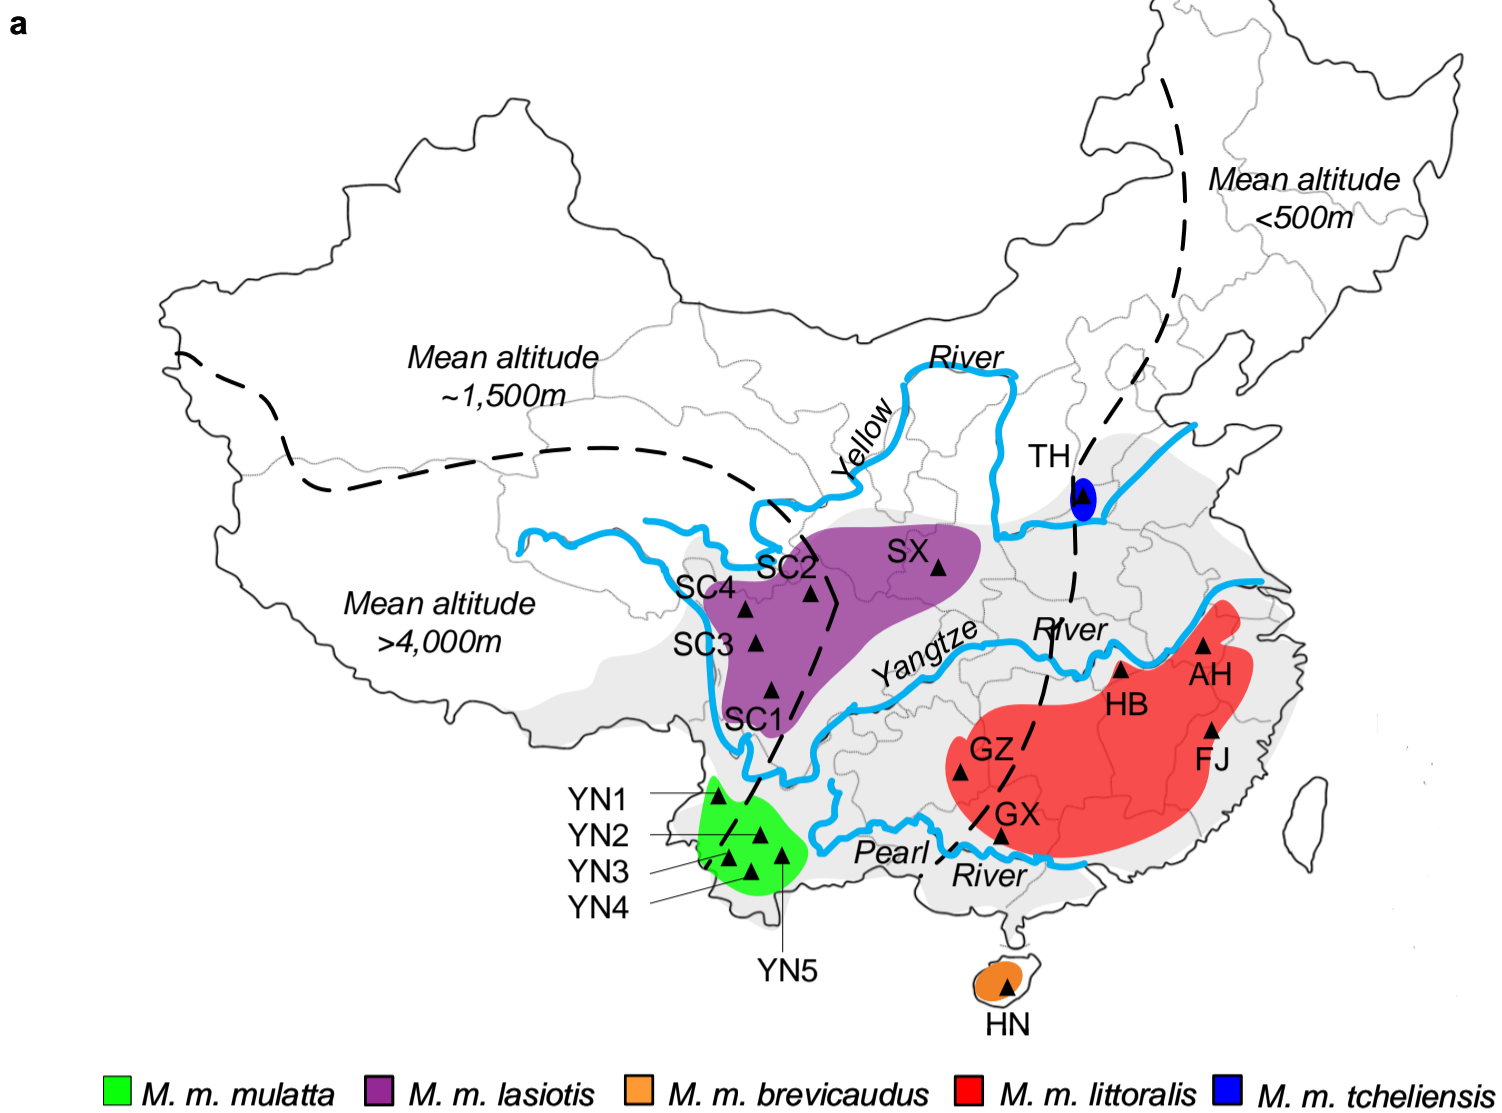 a
Mean altitude
<500m
Mean altitude
~1,500m
River
Yellow
TH
SX
SC2
SC4
Mean altitude
>4,000m
SC3
River
Yangtze
AH
HB
SC1
GZ
FJ
YN1
GX
YN2
Pearl
YN3
River
YN4
YN5
HN
M. m. mulatta
M. m. lasiotis
M. m. brevicaudus
M. m. littoralis
M. m. tcheliensis